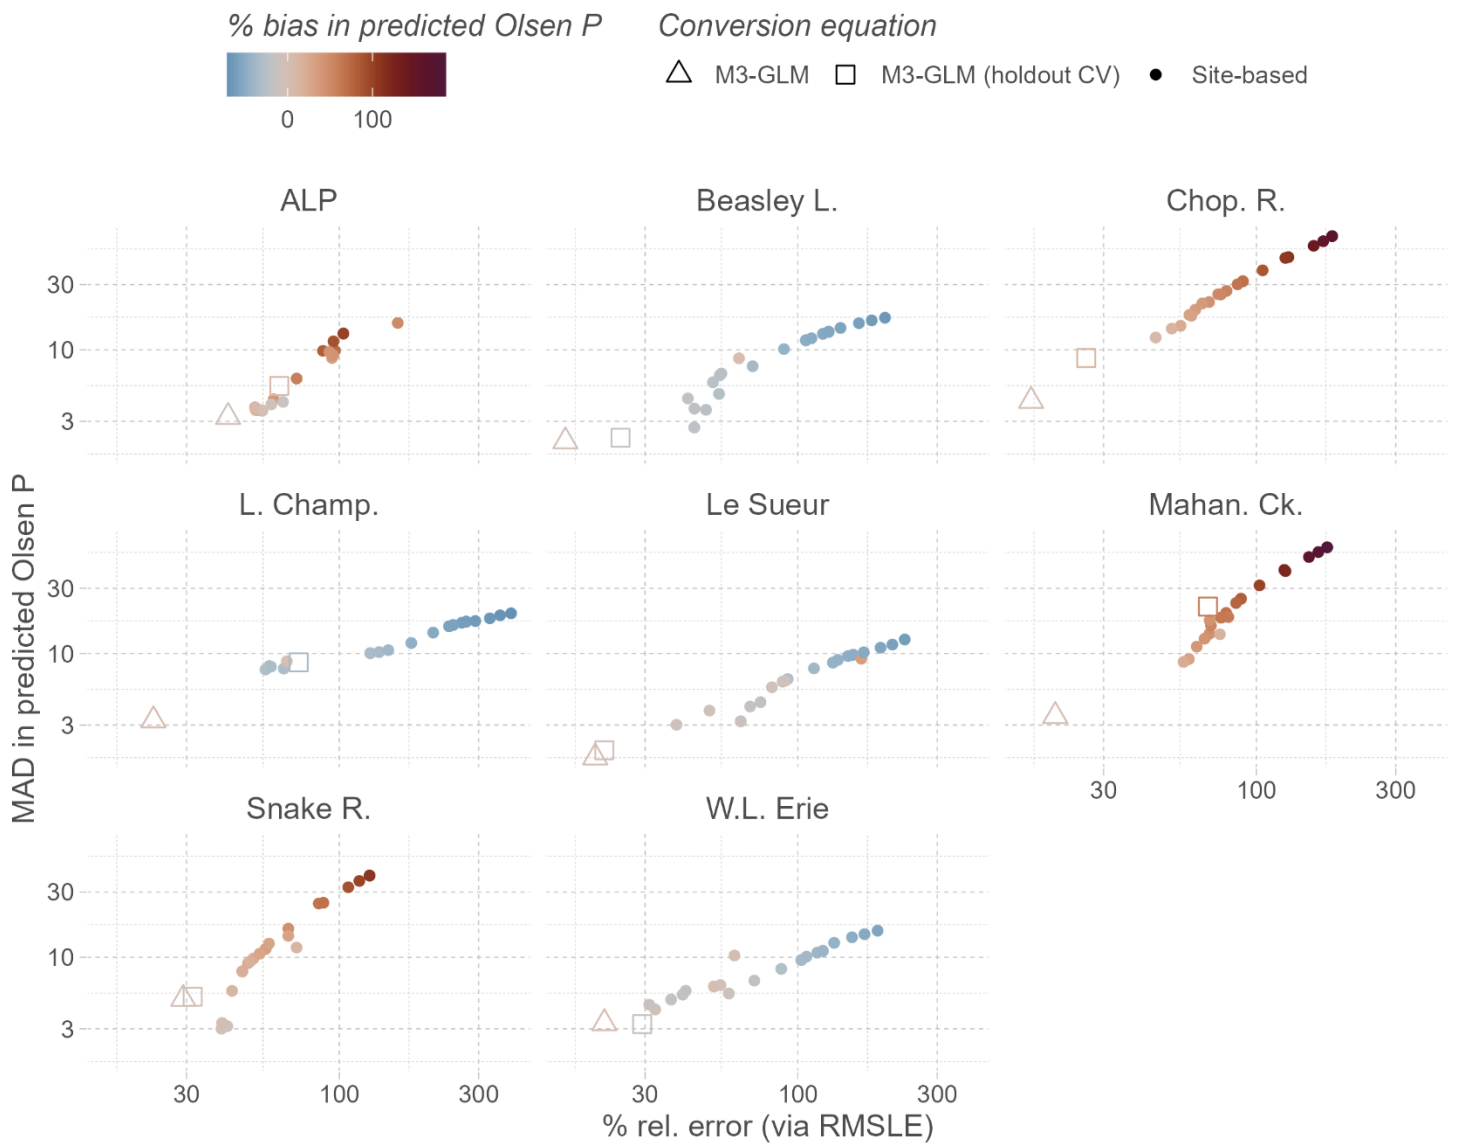 % bias in predicted Olsen P
0 100
Conversion equation
M3-GLM M3-GLM (holdout CV) Site-based
MAD in predicted Olsen P
ALP Beasley L. Chop. R.
30
10
3
L. Champ. Le Sueur Mahan. Ck.
30
10
3
30 100 300
Snake R. W.L. Erie
30
10
3
30 100 300 30 100 300
% rel. error (via RMSLE)